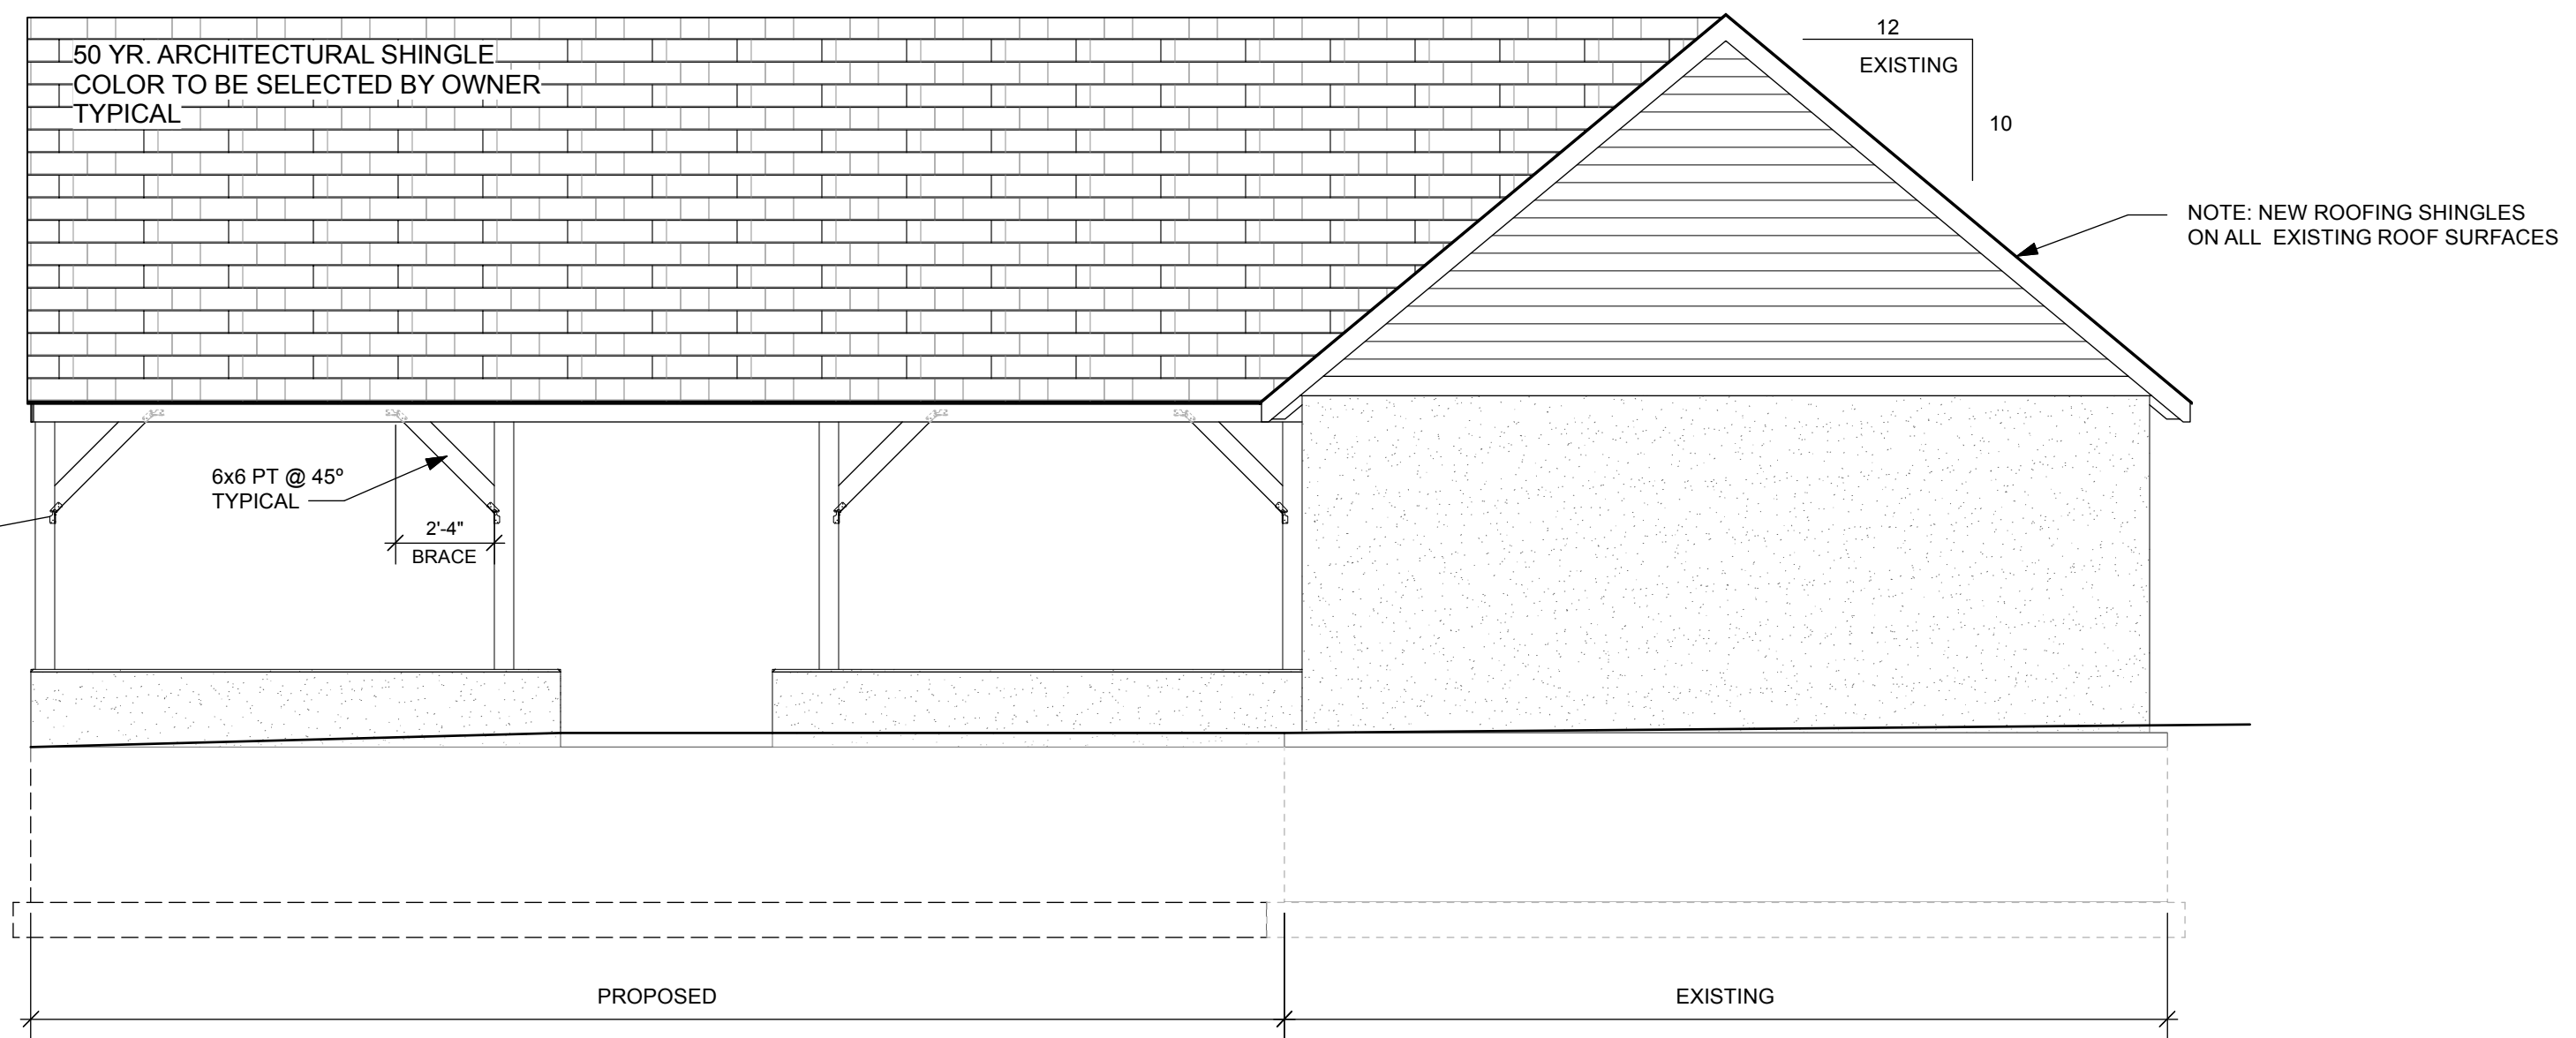 50 YR. ARCHITECTURAL SHINGLE
COLOR TO BE SELECTED BY OWNER
TYPICAL
12
EXISTING
10
NOTE: NEW ROOFING SHINGLES
ON ALL EXISTING ROOF SURFACES
6x6 PT @ 45º
TYPICAL
2'-4"
BRACE
PROPOSED
EXISTING